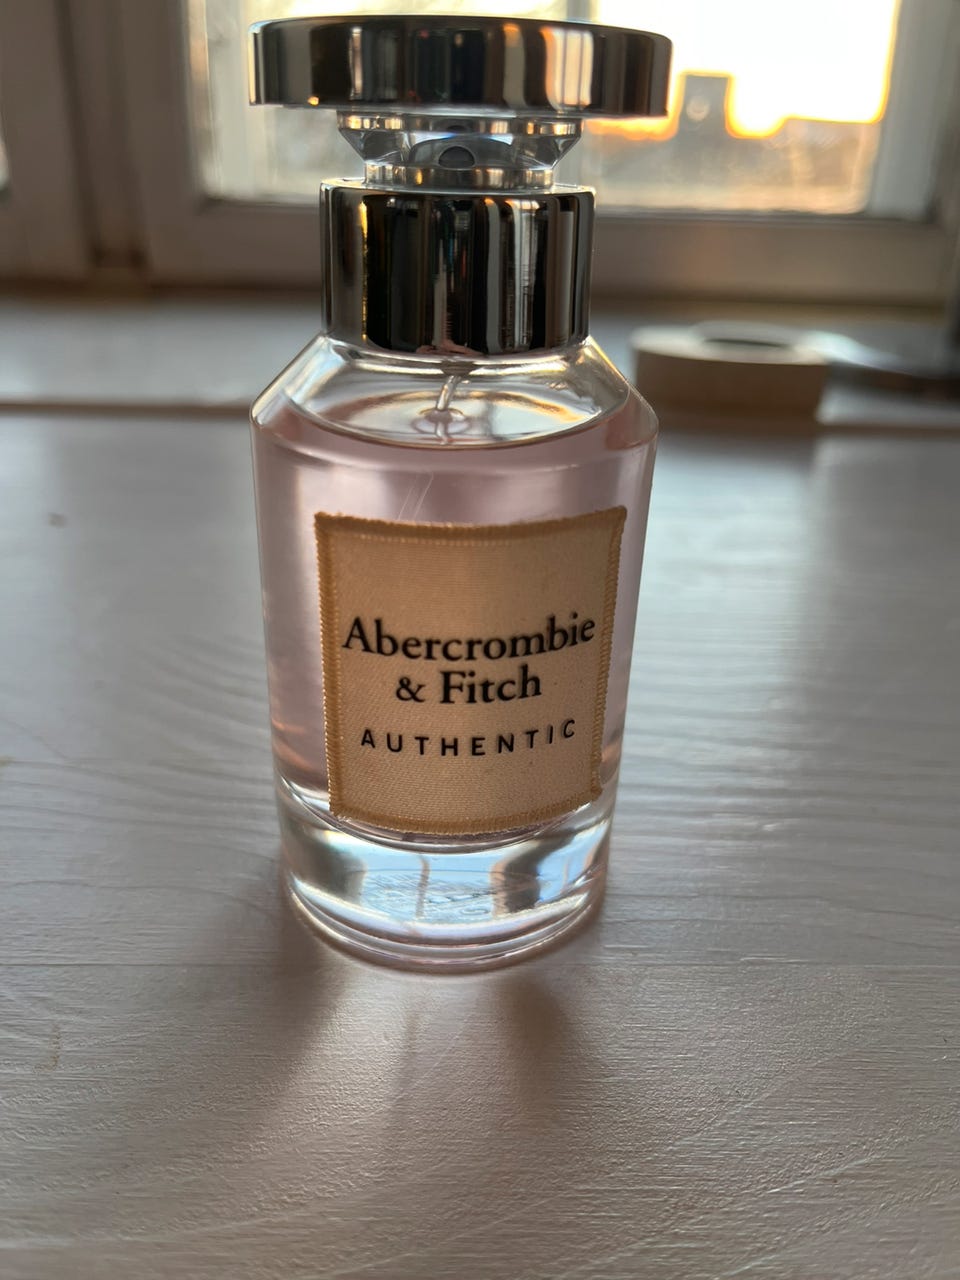 Abercrombie
& Fitch
AUTHENTIC